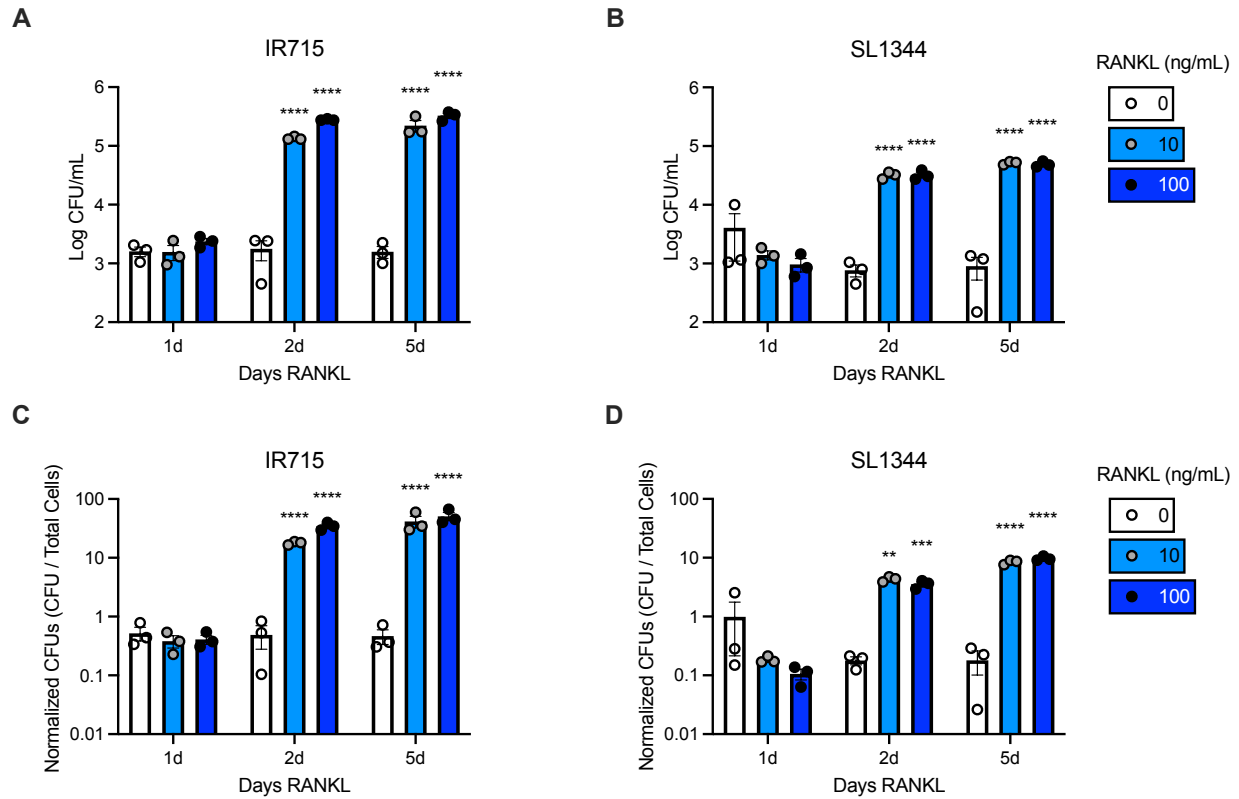 A
IR715
Log CFU/mL
6
5
4
3
2
**** **** **** ****
1d 2d 5d
Days RANKL
B
SL1344
Log CFU/mL
6
5
4
3
2
**** **** **** ****
1d 2d 5d
Days RANKL
RANKL (ng/mL)
0
10
100
C
IR715
Normalized CFUs (CFU / Total Cells)
100
10
1
0.1
0.01
**** **** **** ****
1d 2d 5d
Days RANKL
D
SL1344
Normalized CFUs (CFU / Total Cells)
100
10
1
0.1
0.01
** *** **** ****
1d 2d 5d
Days RANKL
RANKL (ng/mL)
0
10
100